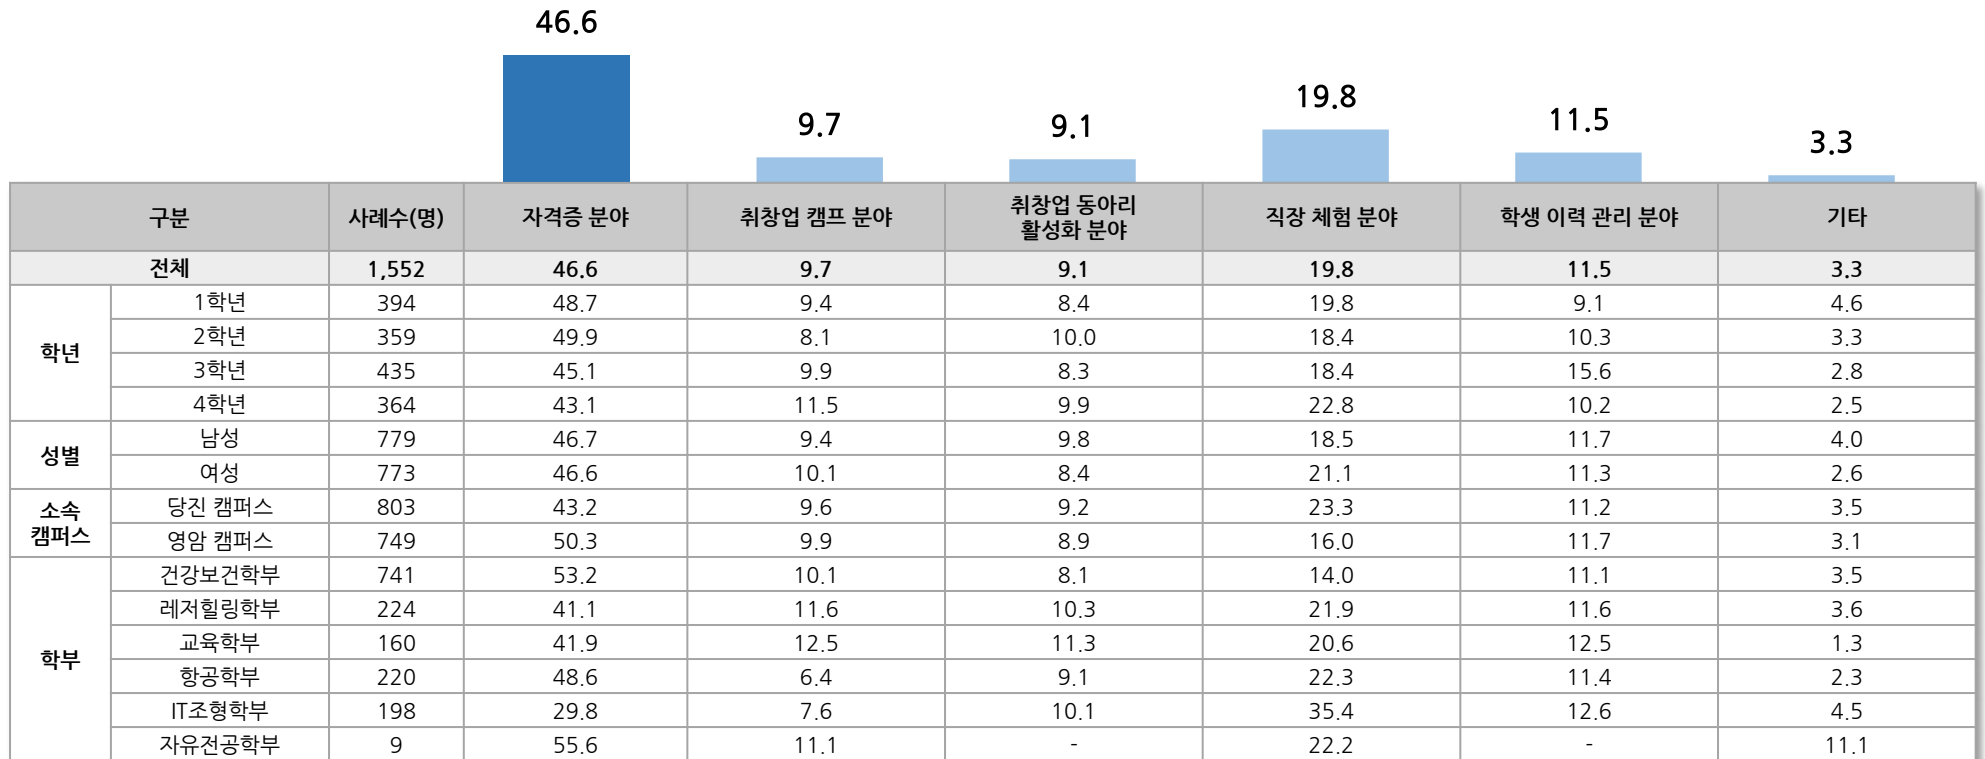 46.6
9.7
9.1
19.8
11.5
3.3
구분 사례수(명) 자격증 분야 취창업 캠프 분야 취창업 동아리 활성화 분야 직장 체험 분야 학생 이력 관리 분야 기타
전체 1,552 46.6 9.7 9.1 19.8 11.5 3.3
학년
1학년 394 48.7 9.4 8.4 19.8 9.1 4.6
2학년 359 49.9 8.1 10.0 18.4 10.3 3.3
3학년 435 45.1 9.9 8.3 18.4 15.6 2.8
4학년 364 43.1 11.5 9.9 22.8 10.2 2.5
성별
남성 779 46.7 9.4 9.8 18.5 11.7 4.0
여성 773 46.6 10.1 8.4 21.1 11.3 2.6
소속
캠퍼스
당진 캠퍼스 803 43.2 9.6 9.2 23.3 11.2 3.5
영암 캠퍼스 749 50.3 9.9 8.9 16.0 11.7 3.1
학부
건강보건학부 741 53.2 10.1 8.1 14.0 11.1 3.5
레저힐링학부 224 41.1 11.6 10.3 21.9 11.6 3.6
교육학부 160 41.9 12.5 11.3 20.6 12.5 1.3
항공학부 220 48.6 6.4 9.1 22.3 11.4 2.3
IT조형학부 198 29.8 7.6 10.1 35.4 12.6 4.5
자유전공학부 9 55.6 11.1 - 22.2 - 11.1